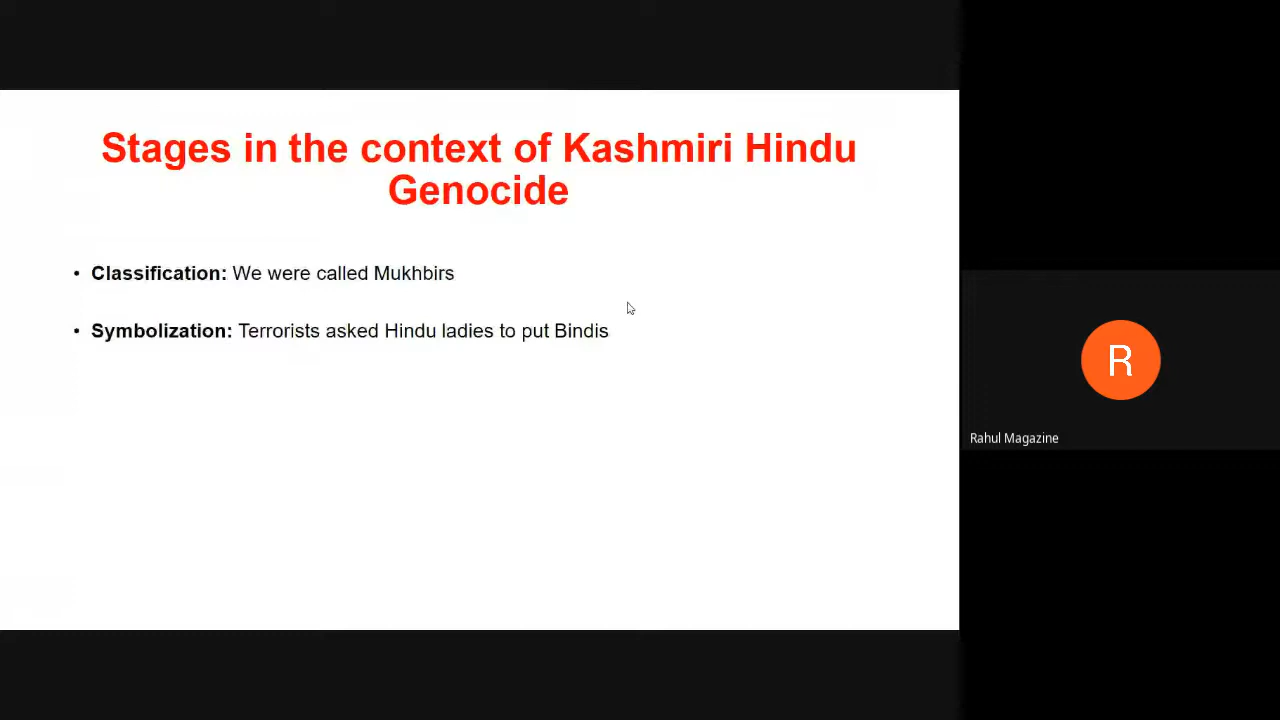 Stages in the context of Kashmiri Hindu
Genocide
• Classification: We were called Mukhbirs
• Symbolization: Terrorists asked Hindu ladies to put Bindis
R
Rahul Magazine